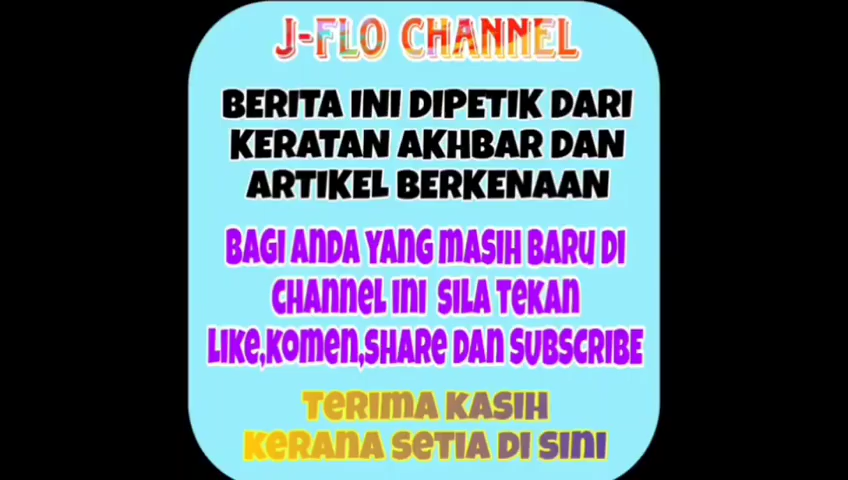 J-FLO CHANNEL
BERITA INI DIPETIK DARI
KERATAN AKHBAR DAN
ARTIKEL BERKENAAN
BAGI ANDA YANG MASIH BARU DI
CHANNEL INI SILA TEKAN
LIKE,KOMEN,SHARE DAN SUBSCRIBE
TERIMA KASIH
KERANA SETIA DI SINI